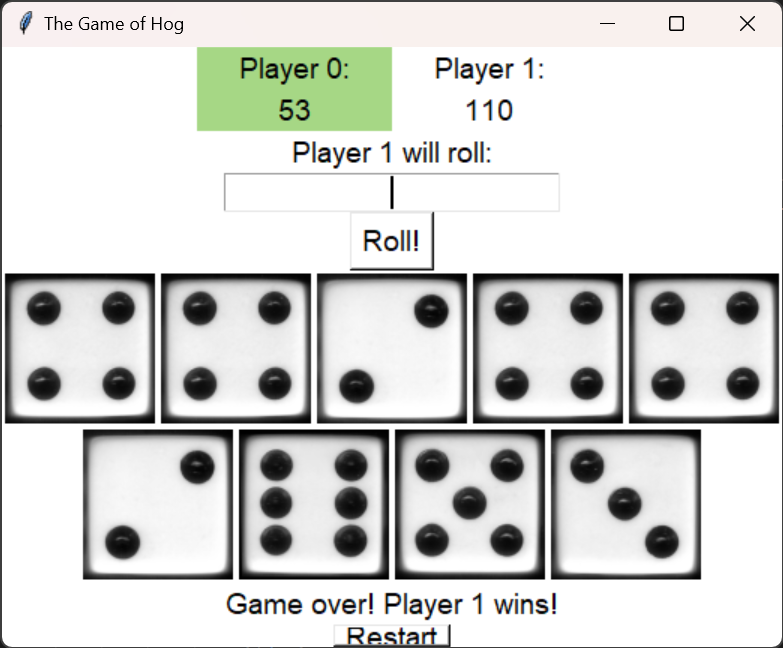 The Game of Hog
Player 0: Player 1:
53 110
Player 1 will roll:
Roll!
Game over! Player 1 wins!
Restart